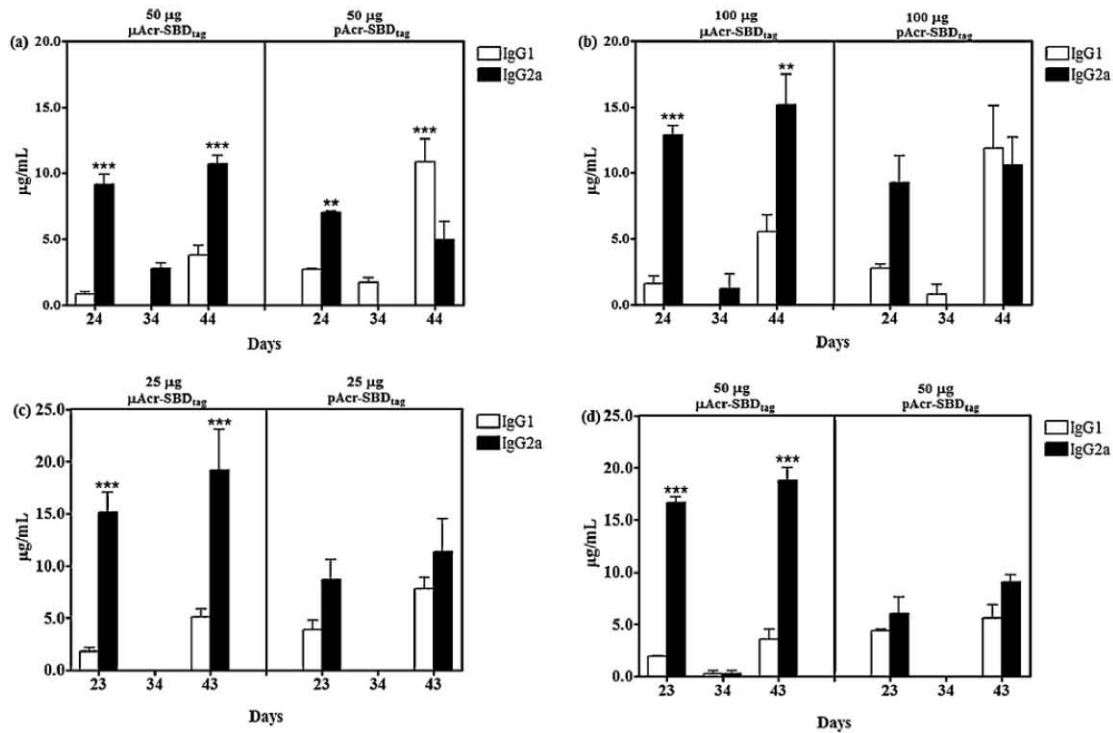 50 µg
µAcr-SBDtag
50 µg
pAcr-SBDtag
(a)
20.0
15.0
10.0
5.0
0.0
µg/mL
***
***
**
***
IgG1
IgG2a
24 34 44 24 34 44
Days
100 µg
µAcr-SBDtag
100 µg
pAcr-SBDtag
(b)
20.0
15.0
10.0
5.0
0.0
µg/mL
***
**
IgG1
IgG2a
24 34 44 24 34 44
Days
25 µg
µAcr-SBDtag
25 µg
pAcr-SBDtag
(c)
25.0
20.0
15.0
10.0
5.0
0.0
µg/mL
***
***
IgG1
IgG2a
23 34 43 23 34 43
Days
50 µg
µAcr-SBDtag
50 µg
pAcr-SBDtag
(d)
25.0
20.0
15.0
10.0
5.0
0.0
µg/mL
***
***
IgG1
IgG2a
23 34 43 23 34 43
Days